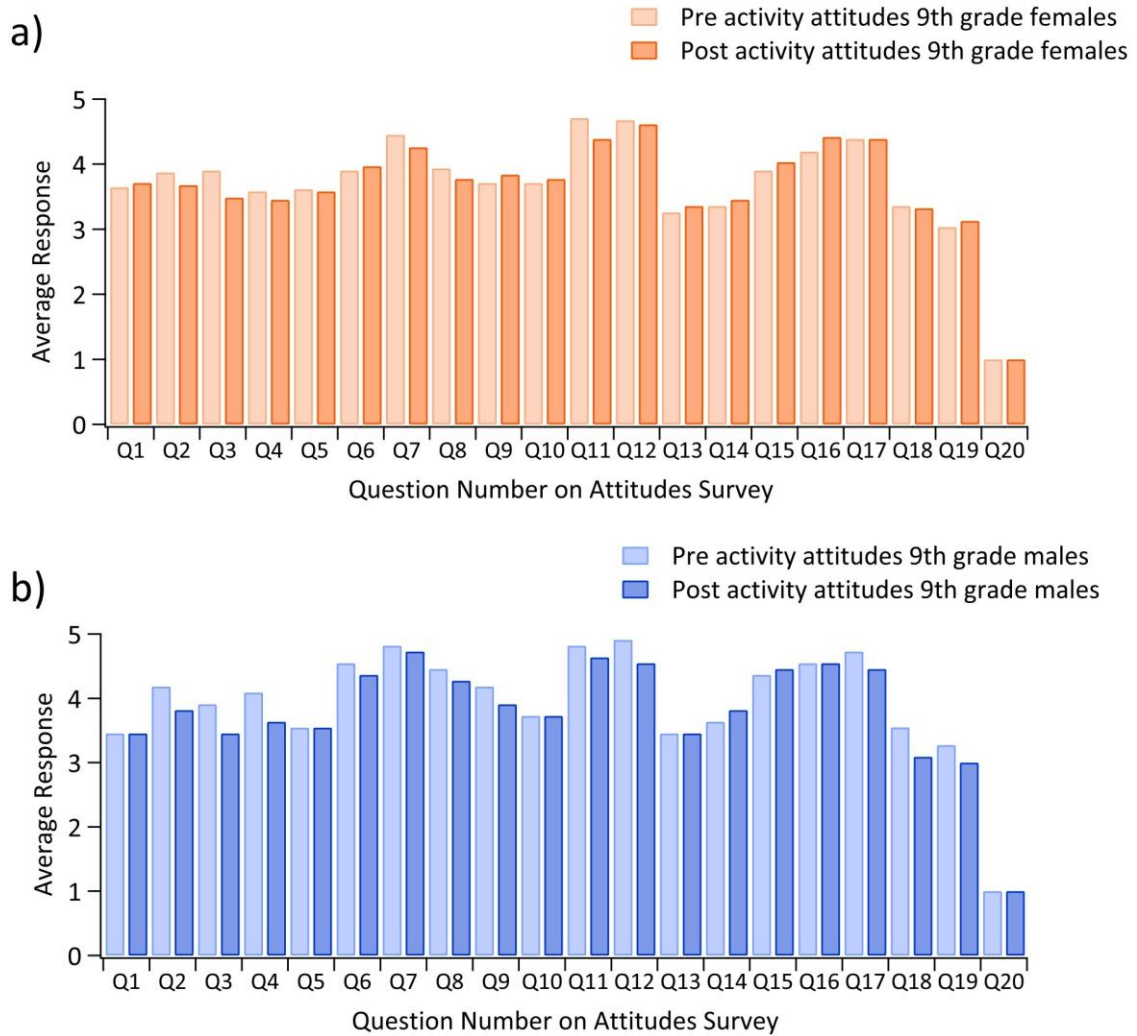 a)
Pre activity attitudes 9th grade females
Post activity attitudes 9th grade females
5
4
3
2
1
0
Average Response
Q1 Q2 Q3 Q4 Q5 Q6 Q7 Q8 Q9 Q10 Q11 Q12 Q13 Q14 Q15 Q16 Q17 Q18 Q19 Q20
Question Number on Attitudes Survey
b)
Pre activity attitudes 9th grade males
Post activity attitudes 9th grade males
5
4
3
2
1
0
Average Response
Q1 Q2 Q3 Q4 Q5 Q6 Q7 Q8 Q9 Q10 Q11 Q12 Q13 Q14 Q15 Q16 Q17 Q18 Q19 Q20
Question Number on Attitudes Survey